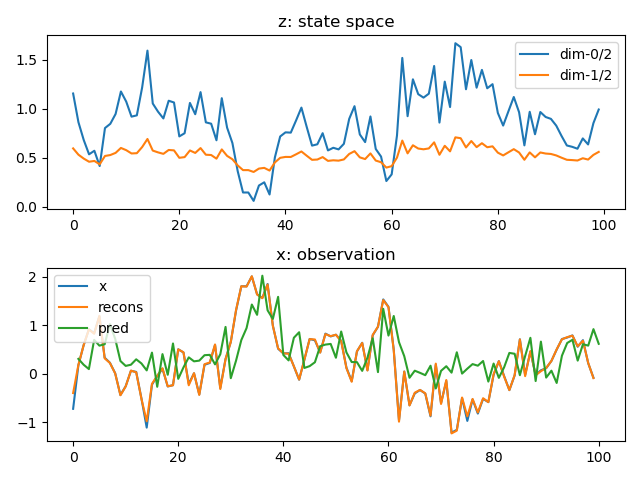 z: state space
1.5
1.0
0.5
0.0
dim-0/2
dim-1/2
0 20 40 60 80 100
x: observation
2
1
0
−1
x
recons
pred
0 20 40 60 80 100